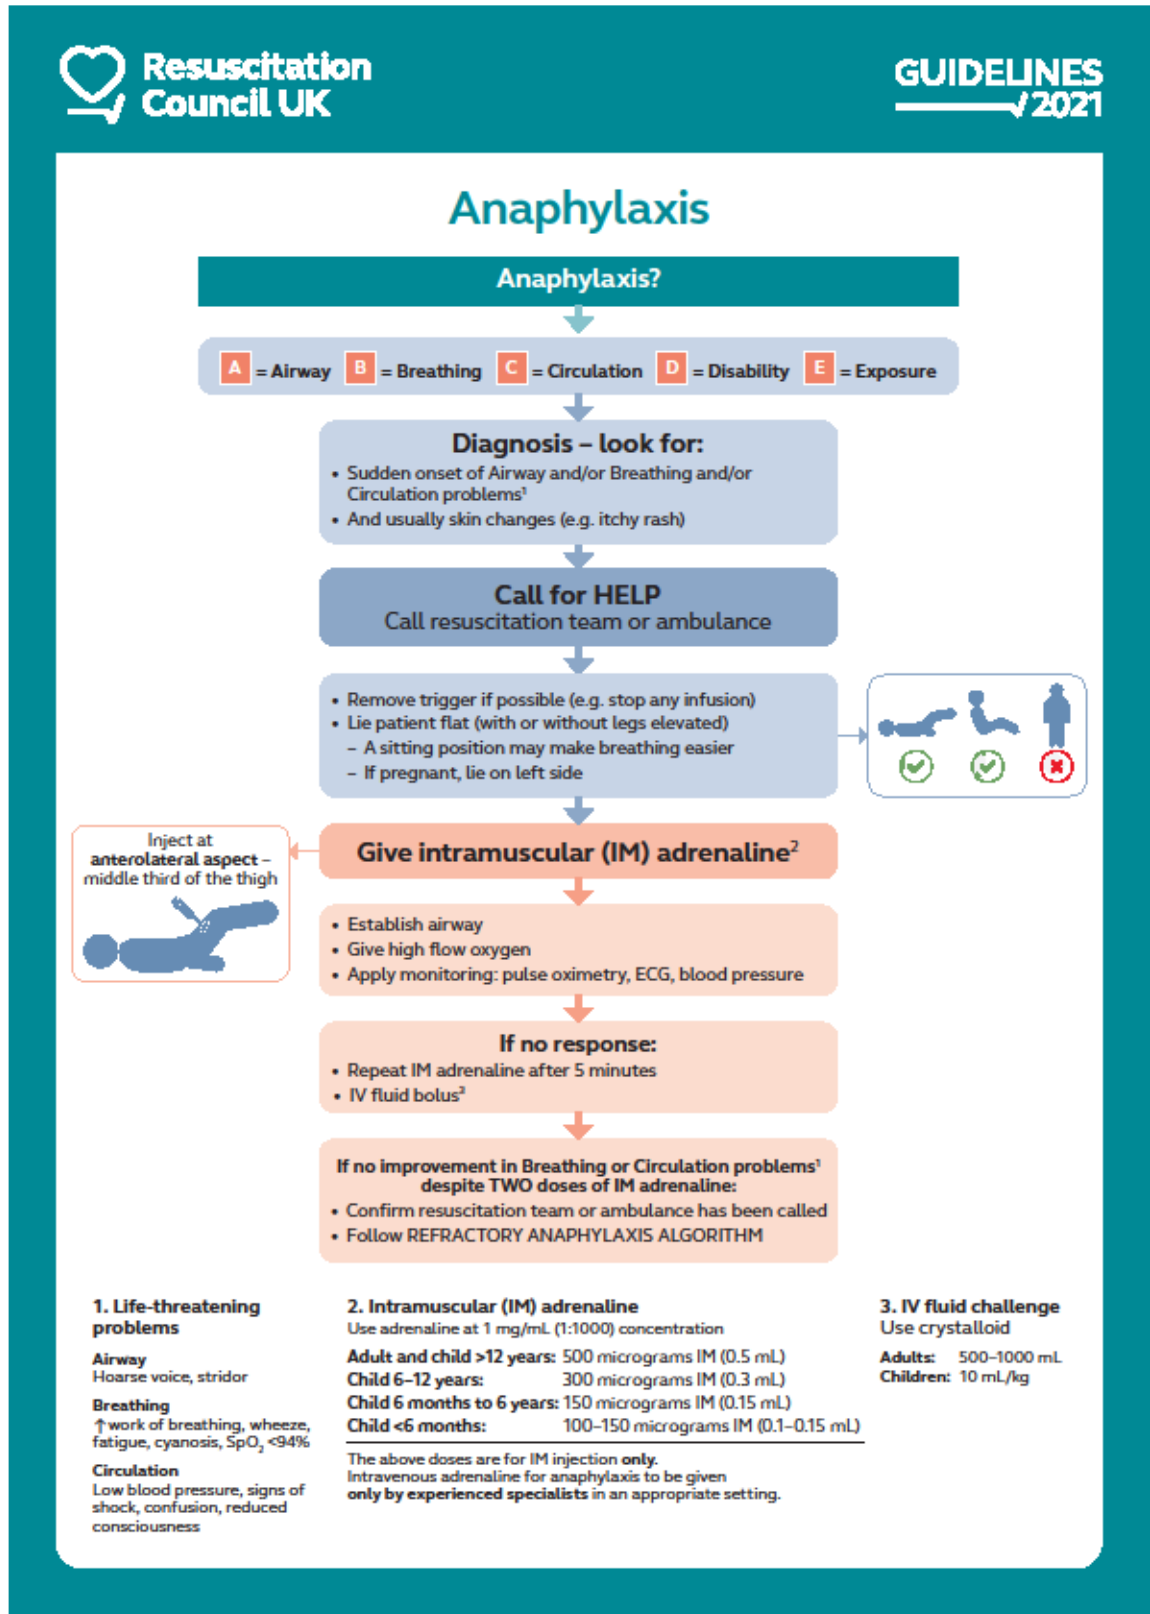 Resuscitation
Council UK
GUIDELINES
2021
Anaphylaxis
Anaphylaxis?
A = Airway B = Breathing C = Circulation D = Disability E = Exposure
Diagnosis – look for:
• Sudden onset of Airway and/or Breathing and/or
Circulation problems¹
• And usually skin changes (e.g. itchy rash)
Call for HELP
Call resuscitation team or ambulance
• Remove trigger if possible (e.g. stop any infusion)
• Lie patient flat (with or without legs elevated)
– A sitting position may make breathing easier
– If pregnant, lie on left side
Give intramuscular (IM) adrenaline²
Inject at
anterolateral aspect –
middle third of the thigh
• Establish airway
• Give high flow oxygen
• Apply monitoring: pulse oximetry, ECG, blood pressure
If no response:
• Repeat IM adrenaline after 5 minutes
• IV fluid bolus³
If no improvement in Breathing or Circulation problems¹
despite TWO doses of IM adrenaline:
• Confirm resuscitation team or ambulance has been called
• Follow REFRACTORY ANAPHYLAXIS ALGORITHM
1. Life-threatening
problems
Airway
Hoarse voice, stridor
Breathing
↑work of breathing, wheeze,
fatigue, cyanosis, SpO₂ <94%
Circulation
Low blood pressure, signs of
shock, confusion, reduced
consciousness
2. Intramuscular (IM) adrenaline
Use adrenaline at 1 mg/mL (1:1000) concentration
Adult and child >12 years: 500 micrograms IM (0.5 mL)
Child 6–12 years: 300 micrograms IM (0.3 mL)
Child 6 months to 6 years: 150 micrograms IM (0.15 mL)
Child <6 months: 100–150 micrograms IM (0.1–0.15 mL)
The above doses are for IM injection only.
Intravenous adrenaline for anaphylaxis to be given
only by experienced specialists in an appropriate setting.
3. IV fluid challenge
Use crystalloid
Adults: 500–1000 mL
Children: 10 mL/kg